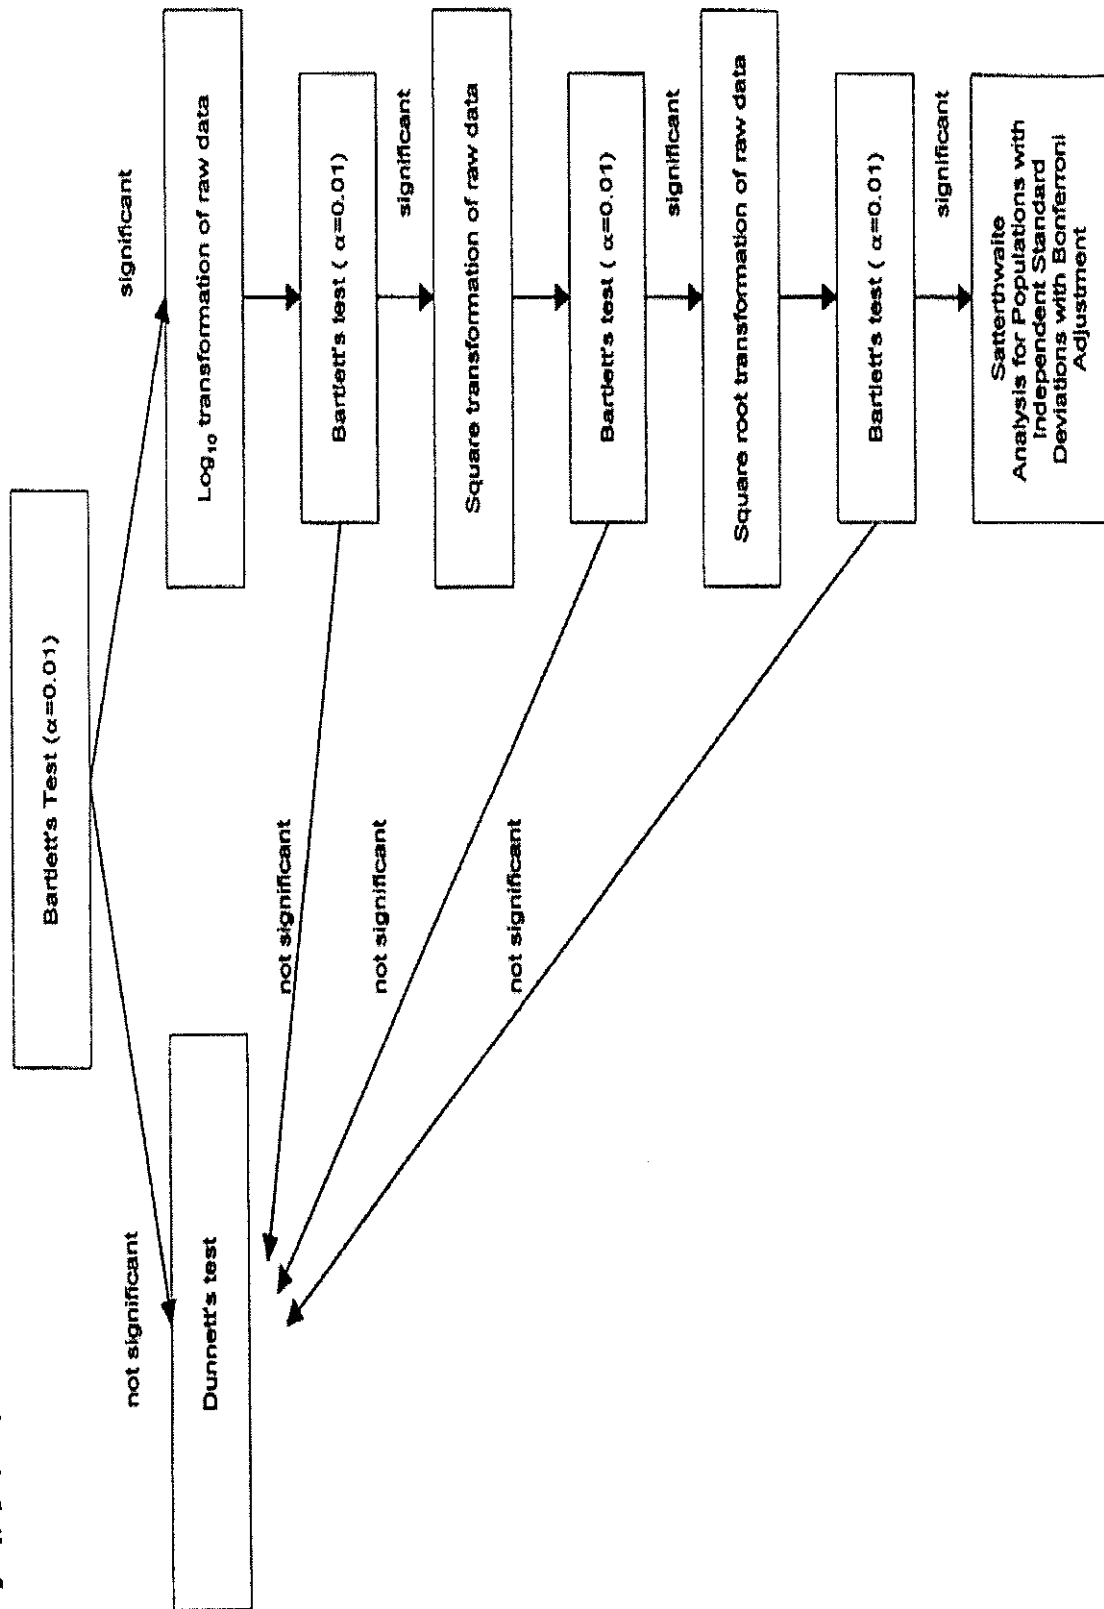 Bartlett's Test (α=0.01)
not significant
significant
Dunnett's test
Log₁₀ transformation of raw data
Bartlett's test ( α=0.01)
not significant
significant
Square transformation of raw data
not significant
Bartlett's test ( α=0.01)
significant
not significant
Square root transformation of raw data
Bartlett's test ( α=0.01)
significant
Satterthwaite
Analysis for Populations with
Independent Standard
Deviations with Bonferroni
Adjustment